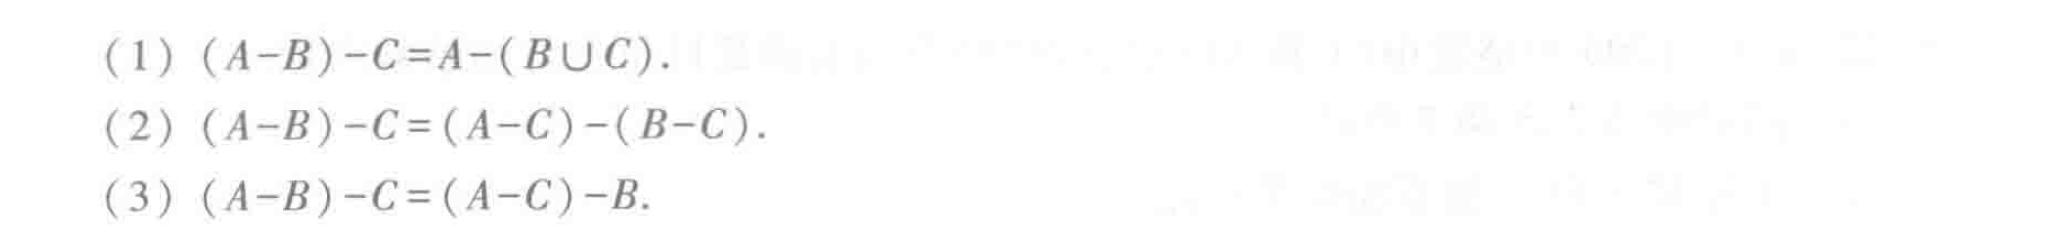 (1) (A-B)-C=A-(B∪C).
(2) (A-B)-C=(A-C)-(B-C).
(3) (A-B)-C=(A-C)-B.